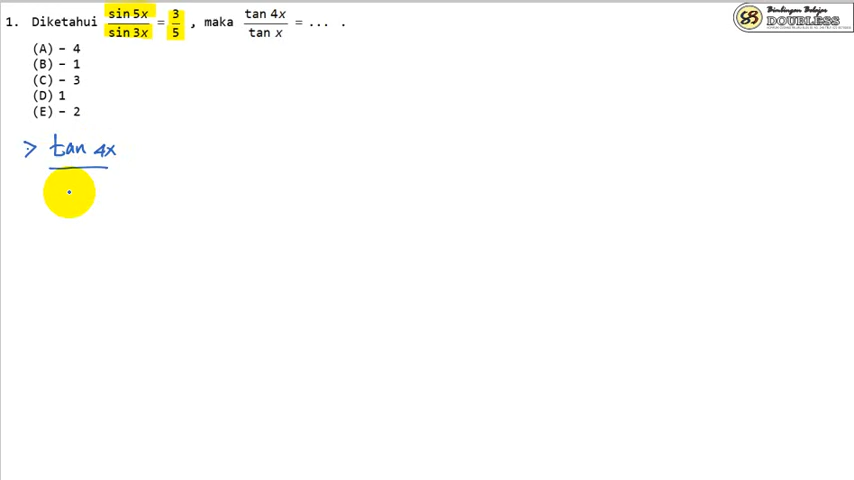 1. Diketahui sin 5x / sin 3x = 3/5 , maka tan 4x / tan x = ... .
(A) – 4
(B) – 1
(C) – 3
(D) 1
(E) – 2
tan 4x
Bimbingan Belajar
DOUBLESS